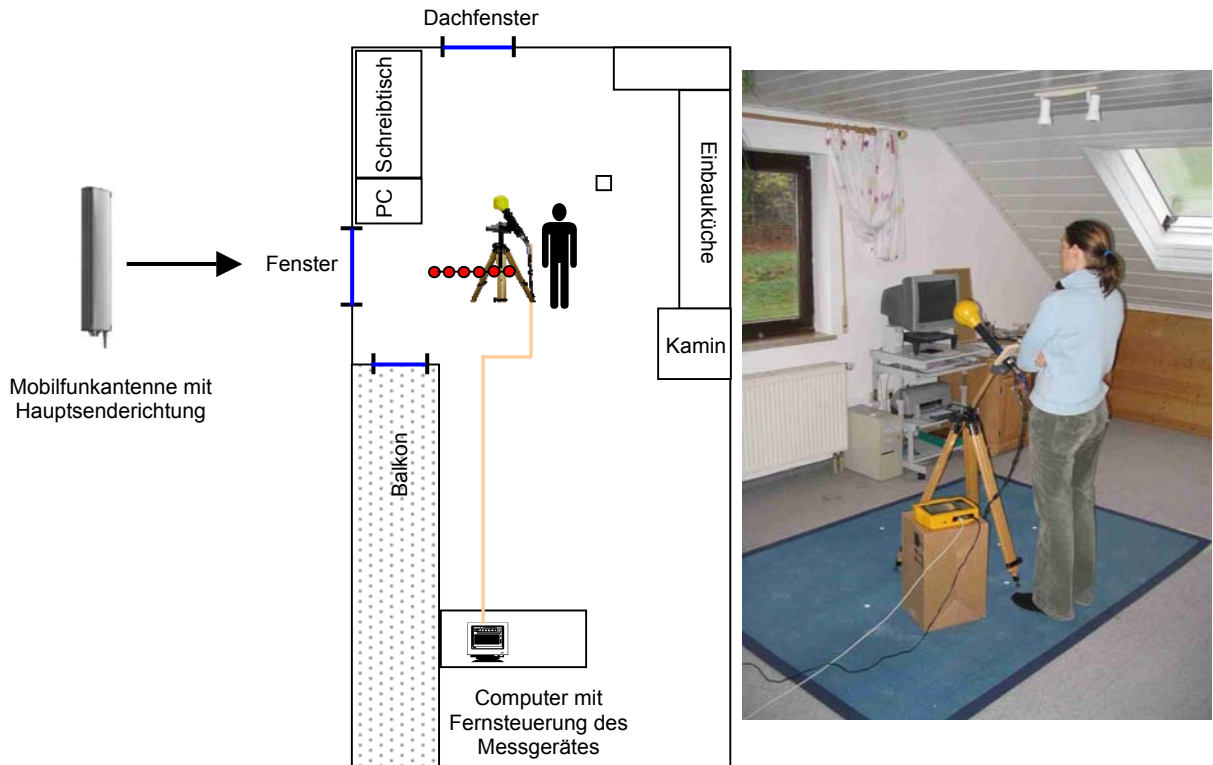 Dachfenster
Schreibtisch
PC
Einbauküche
Fenster
Kamin
Mobilfunkantenne mit
Hauptsenderichtung
Balkon
Computer mit
Fernsteuerung des
Messgerätes